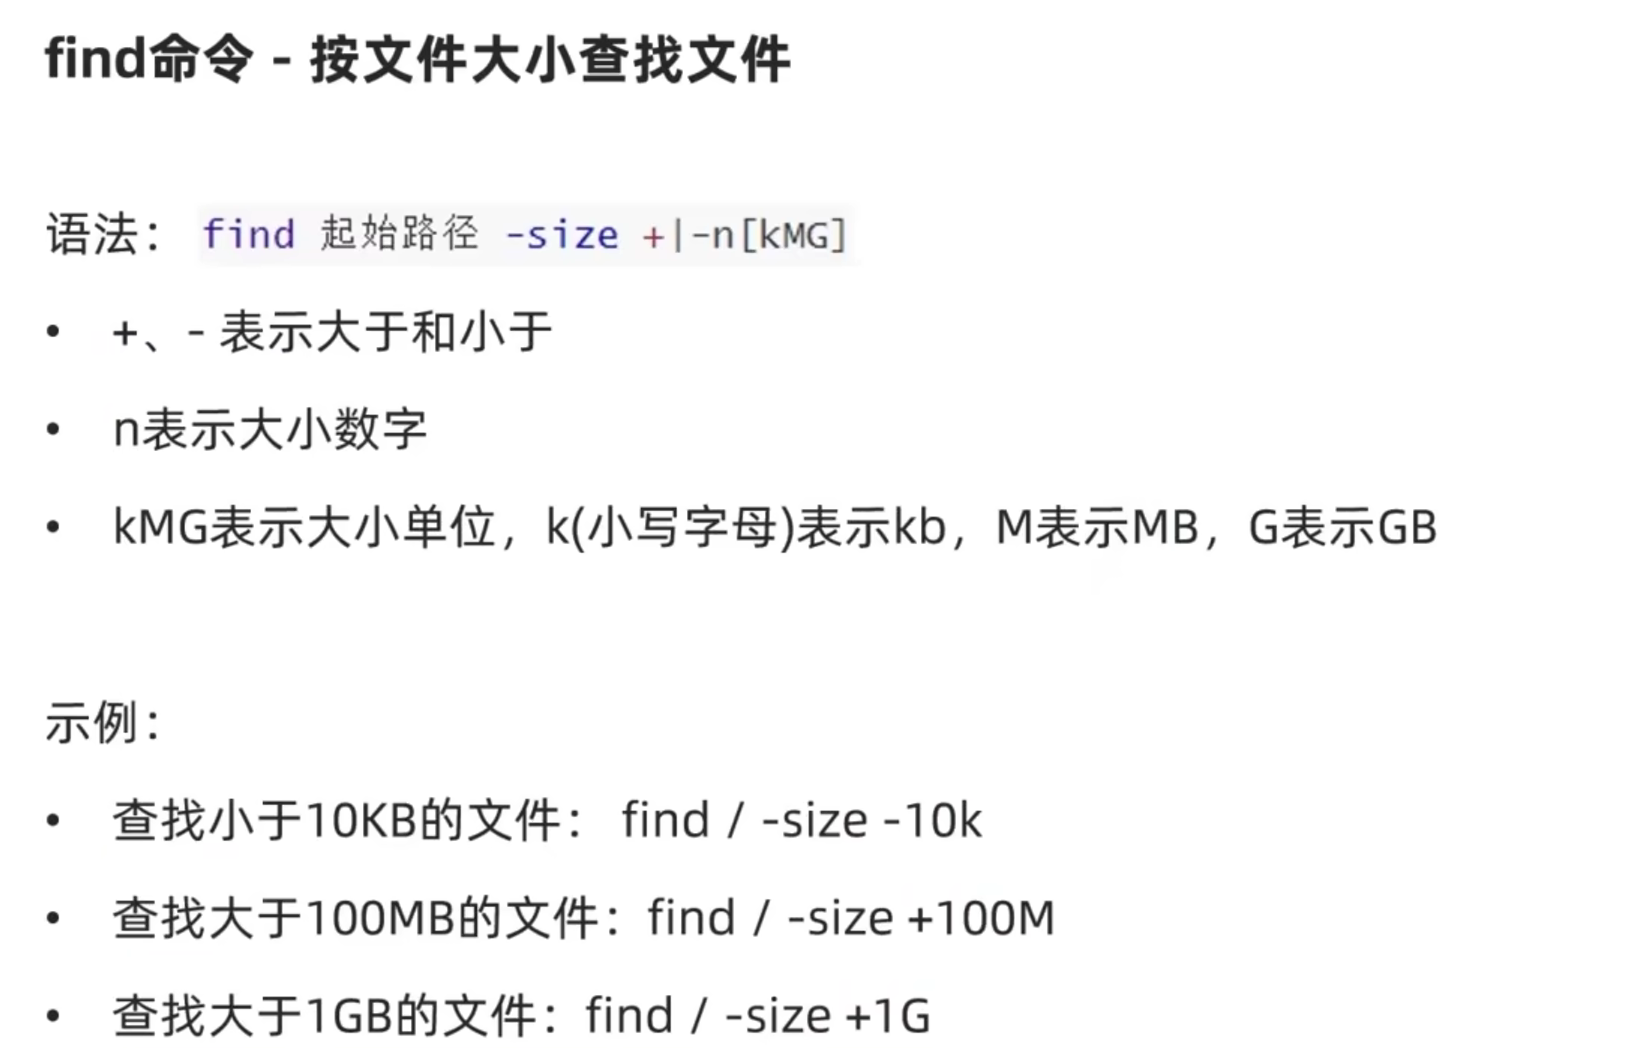 find命令 - 按文件大小查找文件
语法： find 起始路径 -size +|-n[kMG]
• +、- 表示大于和小于
• n表示大小数字
• kMG表示大小单位，k(小写字母)表示kb，M表示MB，G表示GB
示例：
• 查找小于10KB的文件： find / -size -10k
• 查找大于100MB的文件：find / -size +100M
• 查找大于1GB的文件：find / -size +1G